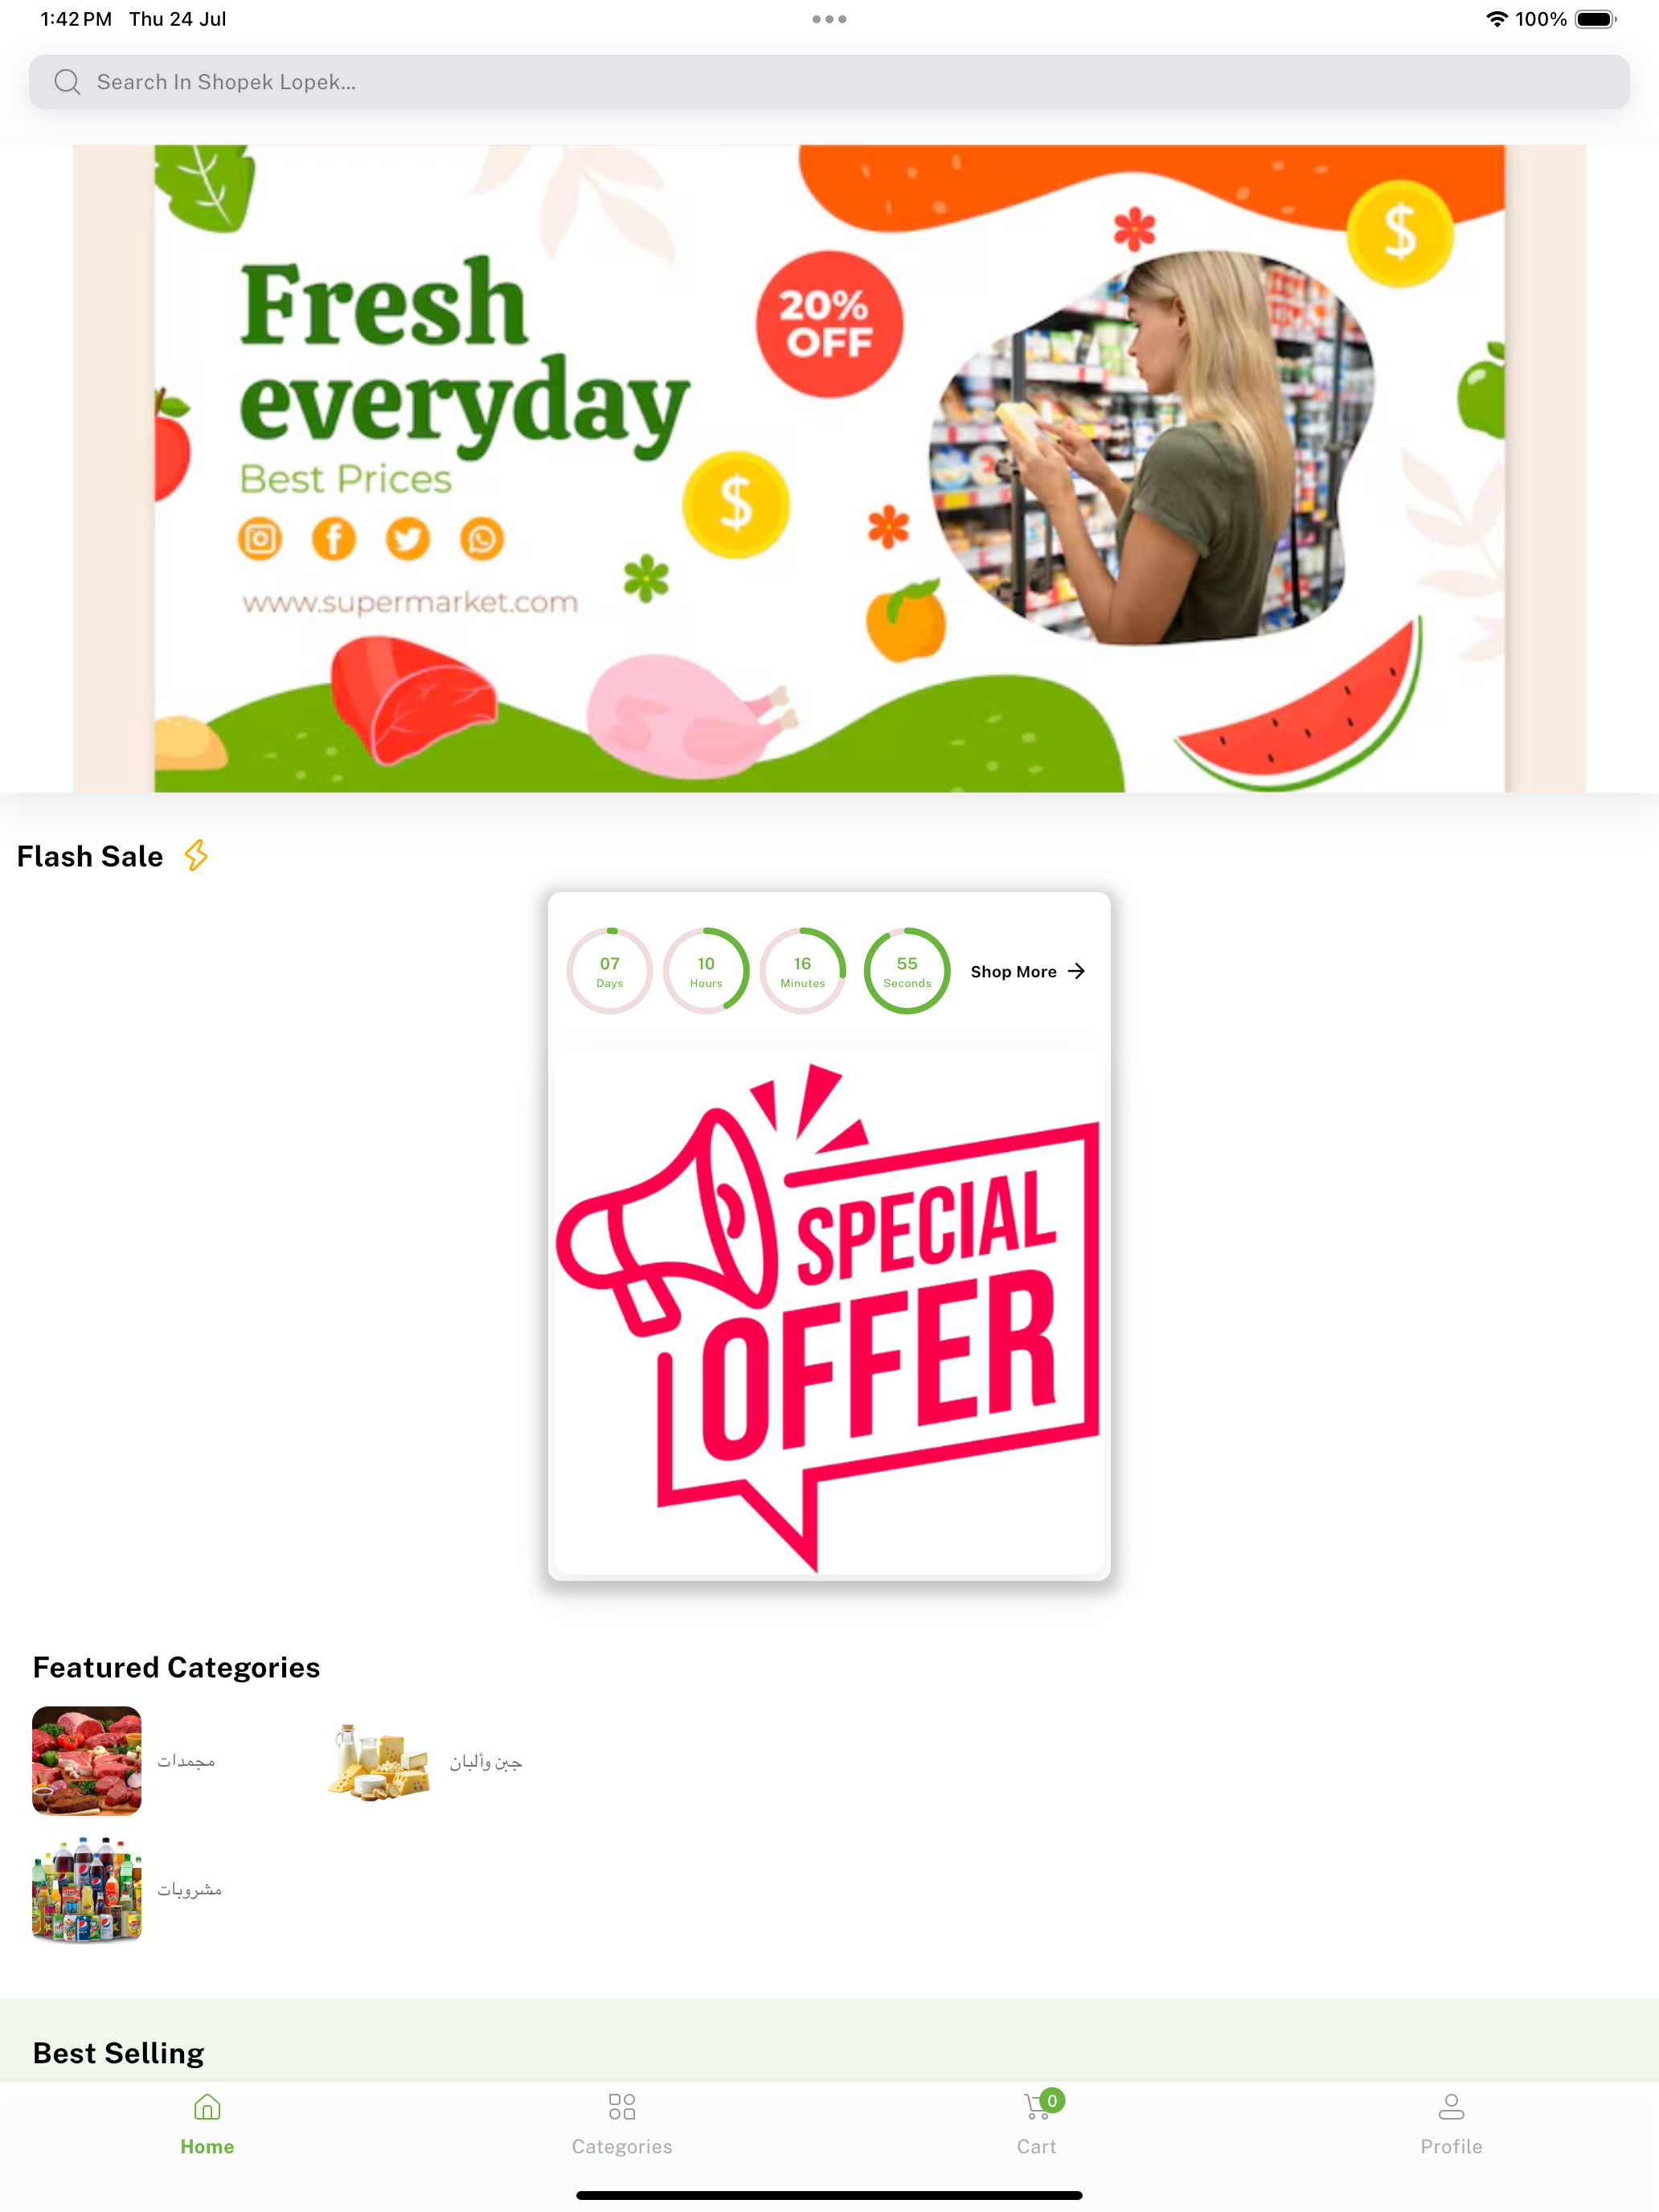 1:42 PM Thu 24 Jul
100%
Search In Shopek Lopek...
Fresh
everyday
20%
OFF
Best Prices
www.supermarket.com
Flash Sale
07 Days
10 Hours
16 Minutes
55 Seconds
Shop More
SPECIAL
OFFER
Featured Categories
مجمدات
جبن وألبان
مشروبات
Best Selling
Home
Categories
0
Cart
Profile